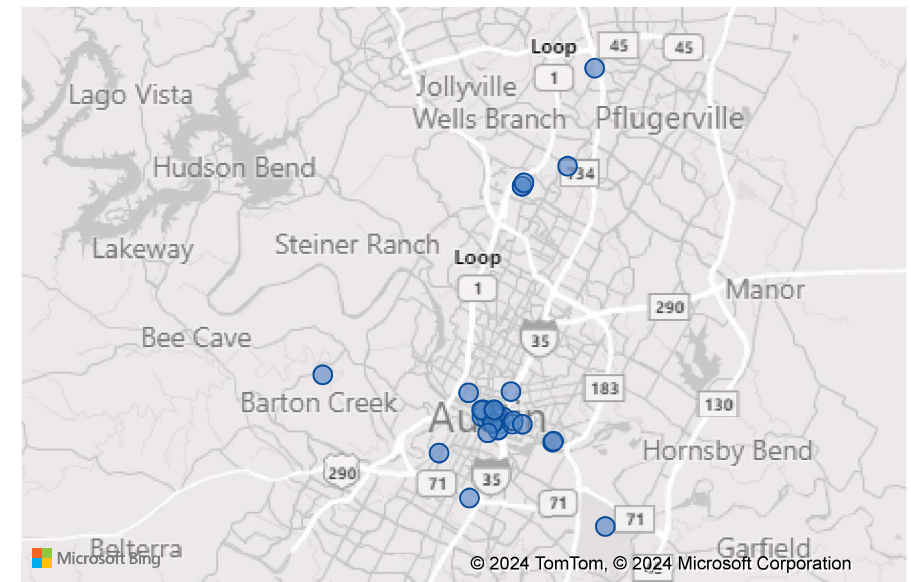 Loop
45
45
1
Jollyville
Lago Vista
Wells Branch
Pflugerville
Hudson Bend
734
Steiner Ranch
Lakeway
Loop
1
Manor
290
Bee Cave
35
183
Barton Creek
130
Austin
Hornsby Bend
290
71
35
71
71
Belterra
Microsoft Bing
Garfield
© 2024 TomTom, © 2024 Microsoft Corporation